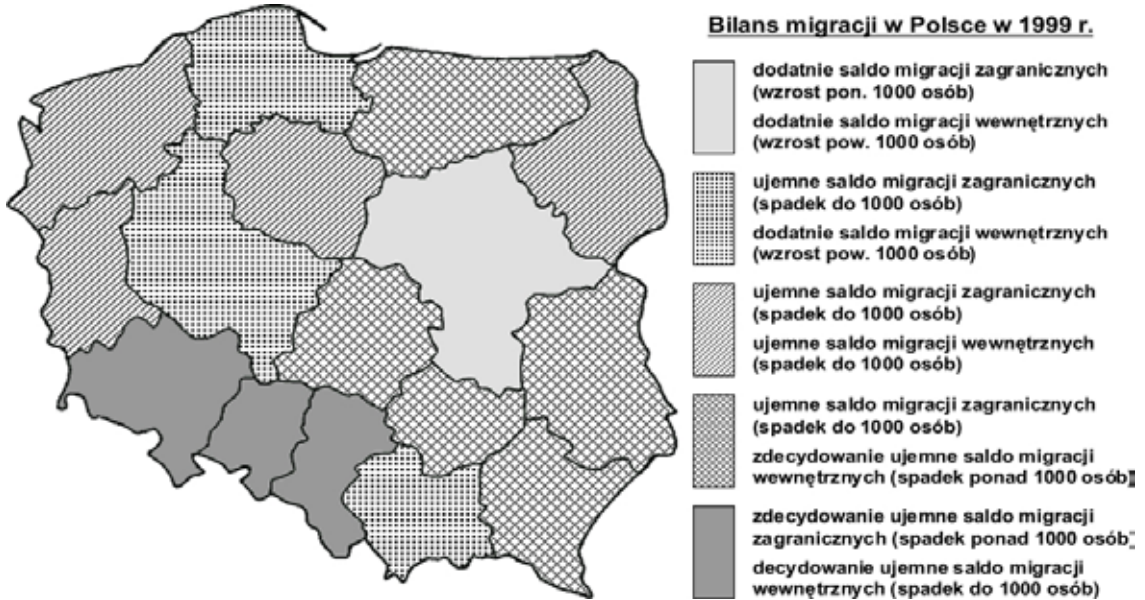 Bilans migracji w Polsce w 1999 r.
dodatnie saldo migracji zagranicznych
(wzrost pon. 1000 osób)
dodatnie saldo migracji wewnętrznych
(wzrost pow. 1000 osób)
ujemne saldo migracji zagranicznych
(spadek do 1000 osób)
dodatnie saldo migracji wewnętrznych
(wzrost pow. 1000 osób)
ujemne saldo migracji zagranicznych
(spadek do 1000 osób)
ujemne saldo migracji wewnętrznych
(spadek do 1000 osób)
ujemne saldo migracji zagranicznych
(spadek do 1000 osób)
zdecydowanie ujemne saldo migracji
wewnętrznych (spadek ponad 1000 osób)
zdecydowanie ujemne saldo migracji
zagranicznych (spadek ponad 1000 osób)
decydowanie ujemne saldo migracji
wewnętrznych (spadek do 1000 osób)